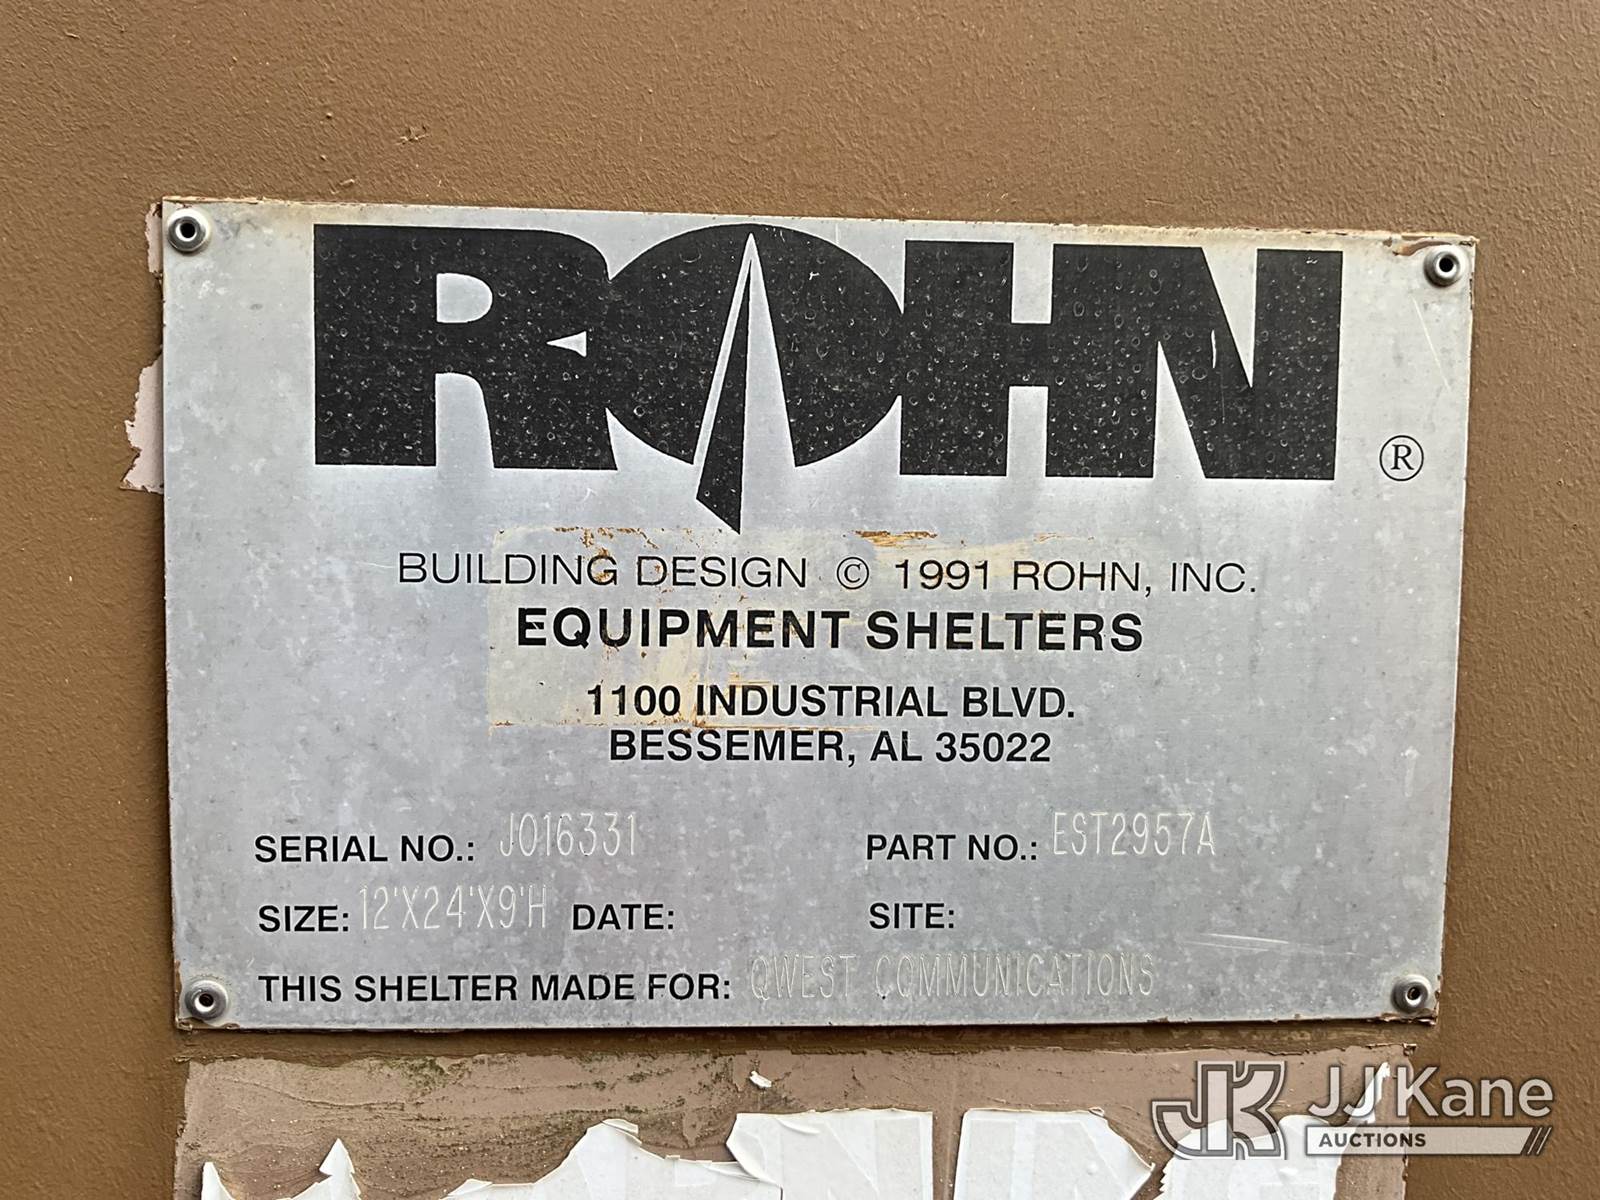 ROHN ®
BUILDING DESIGN © 1991 ROHN, INC.
EQUIPMENT SHELTERS
1100 INDUSTRIAL BLVD.
BESSEMER, AL 35022
SERIAL NO.: J016331 PART NO.: EST2957A
SIZE: 12'X24'X9'H DATE: SITE:
THIS SHELTER MADE FOR: QWEST COMMUNICATIONS
JK JJ Kane
AUCTIONS